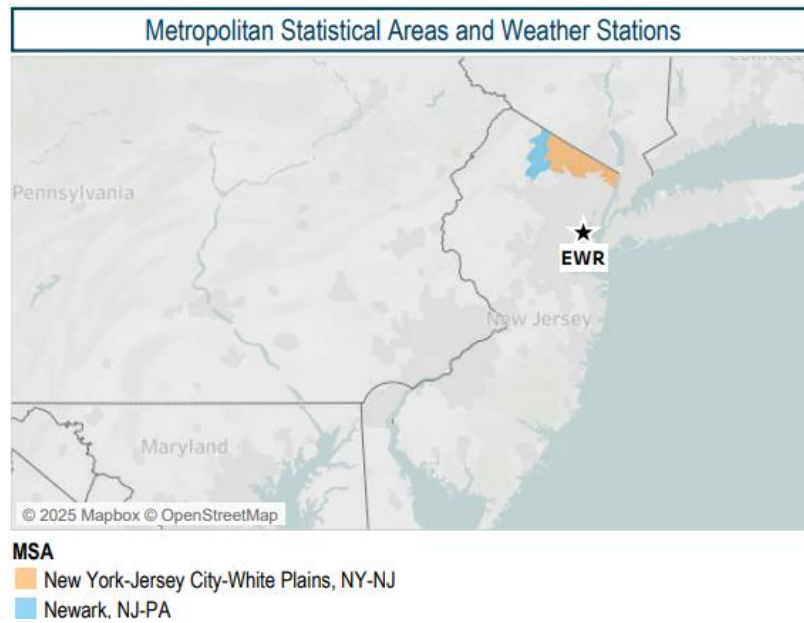 Metropolitan Statistical Areas and Weather Stations
Pennsylvania
EWR
New Jersey
Maryland
© 2025 Mapbox © OpenStreetMap
MSA
New York-Jersey City-White Plains, NY-NJ
Newark, NJ-PA